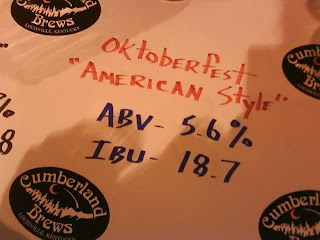 Cumberland
Brews
LOUISVILLE, KENTUCKY
Oktoberfest
"AMERICAN Style"
ABV- 5.6%
IBU- 18.7
%
8
Cumberland
Brews
LOUISVILLE, KENTUCKY
Cumberland
Brews